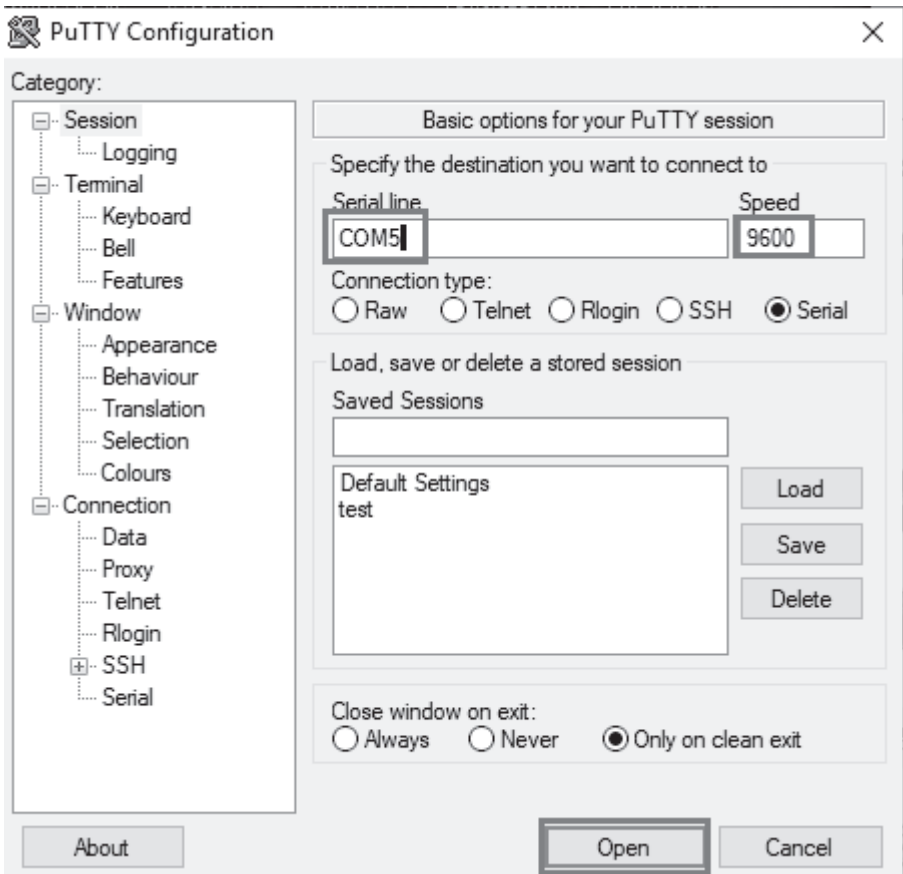 PuTTY Configuration
Category:
Session
Logging
Terminal
Keyboard
Bell
Features
Window
Appearance
Behaviour
Translation
Selection
Colours
Connection
Data
Proxy
Telnet
Rlogin
SSH
Serial
Basic options for your PuTTY session
Specify the destination you want to connect to
Serial line Speed
COM5 9600
Connection type:
Raw Telnet Rlogin SSH Serial
Load, save or delete a stored session
Saved Sessions
Default Settings
test
Load
Save
Delete
Close window on exit:
Always Never Only on clean exit
About Open Cancel